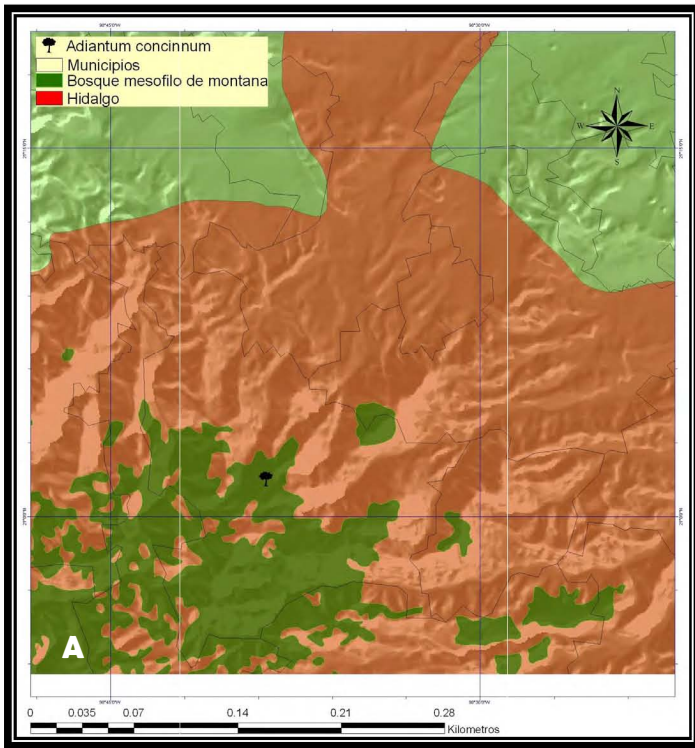 Adiantum concinnum
Municipios
Bosque mesofilo de montana
Hidalgo
N
W E
S
A
0 0.035 0.07 0.14 0.21 0.28
Kilometros